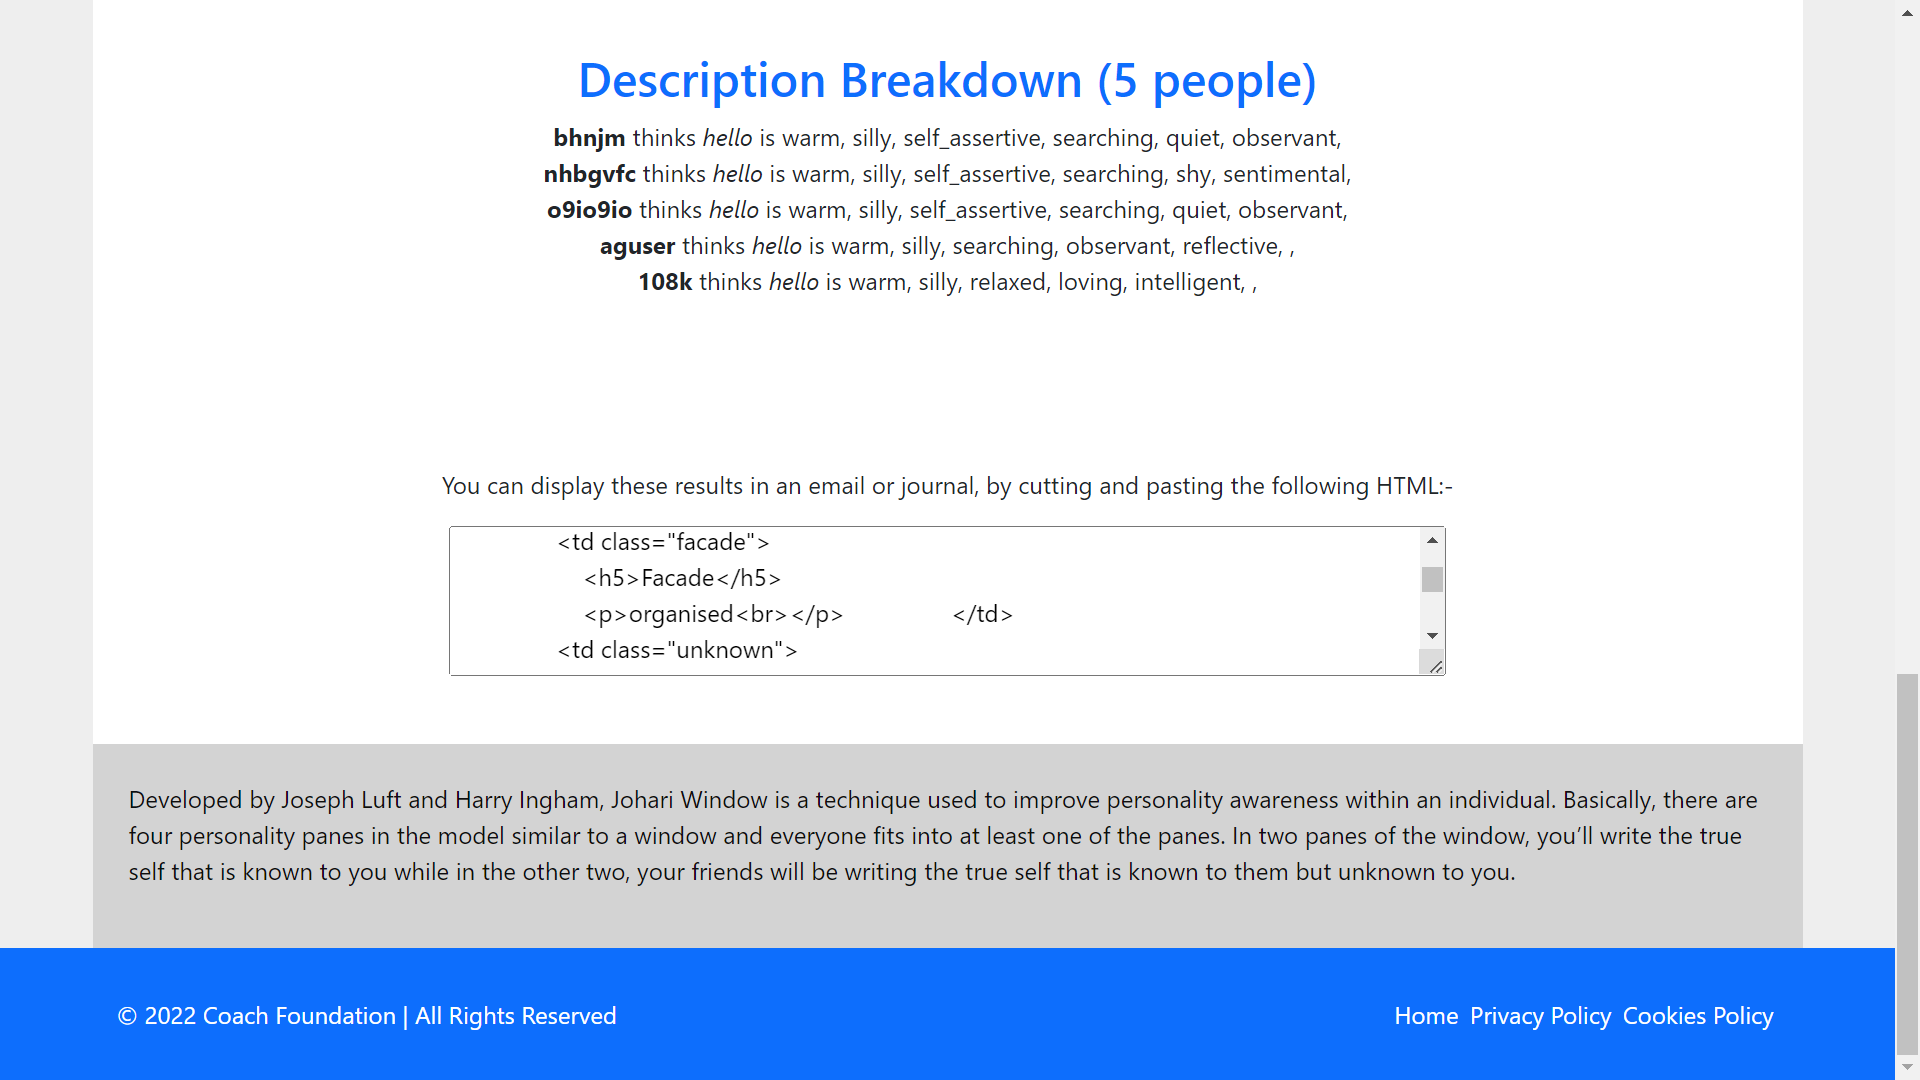 Description Breakdown (5 people)
bhnjm thinks hello is warm, silly, self_assertive, searching, quiet, observant,
nhbgvfc thinks hello is warm, silly, self_assertive, searching, shy, sentimental,
o9io9io thinks hello is warm, silly, self_assertive, searching, quiet, observant,
aguser thinks hello is warm, silly, searching, observant, reflective, ,
108k thinks hello is warm, silly, relaxed, loving, intelligent, ,
You can display these results in an email or journal, by cutting and pasting the following HTML:-
<td class="facade">
<h5>Facade</h5>
<p>organised<br></p> </td>
<td class="unknown">
Developed by Joseph Luft and Harry Ingham, Johari Window is a technique used to improve personality awareness within an individual. Basically, there are
four personality panes in the model similar to a window and everyone fits into at least one of the panes. In two panes of the window, you’ll write the true
self that is known to you while in the other two, your friends will be writing the true self that is known to them but unknown to you.
© 2022 Coach Foundation | All Rights Reserved
Home Privacy Policy Cookies Policy